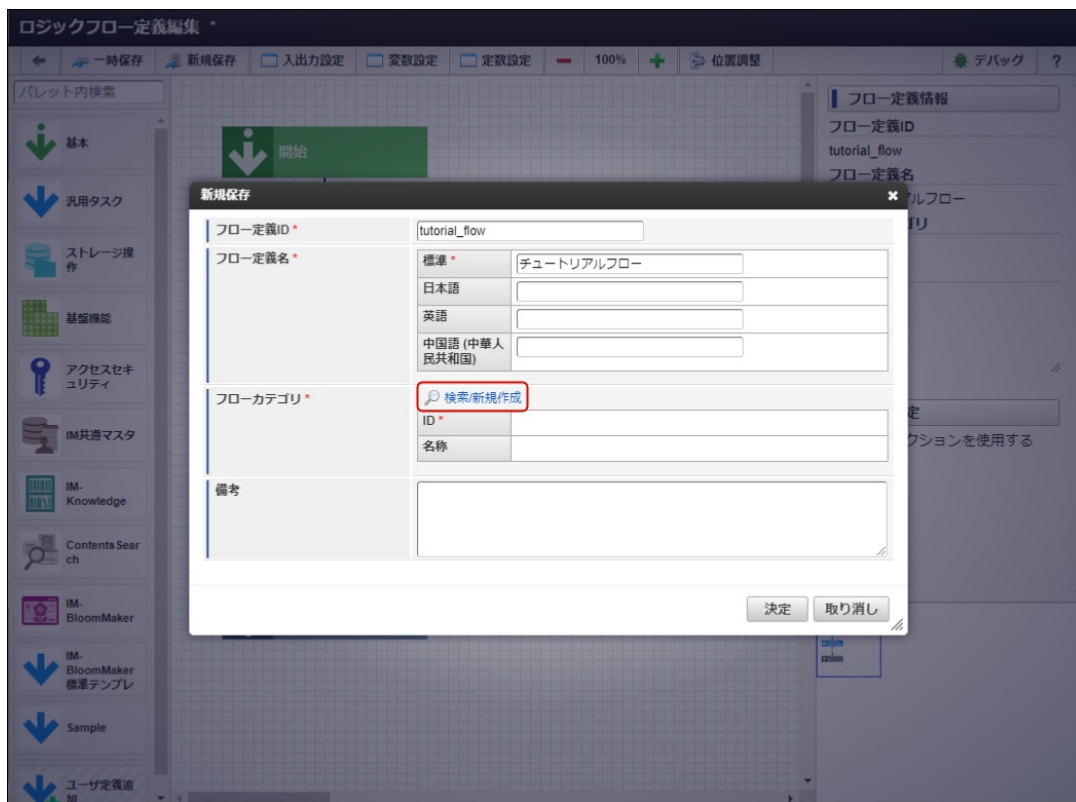 ロジックフロー定義編集 *
一時保存 新規保存 入出力設定 変数設定 定数設定 100% 位置調整 デバッグ ?
パレット内検索
基本
汎用タスク
ストレージ操
作
基盤機能
アクセスセキ
ュリティ
IM共通マスタ
IM-
Knowledge
ContentsSear
ch
IM-
BloomMaker
IM-
BloomMaker
標準テンプレ
Sample
ユーザ定義追
加
開始
新規保存
フロー定義ID *
tutorial_flow
フロー定義名 *
標準 *
チュートリアルフロー
日本語
英語
中国語 (中華人
民共和国)
フローカテゴリ *
検索/新規作成
ID *
名称
備考
決定
取り消し
フロー定義情報
フロー定義ID
tutorial_flow
フロー定義名
ルフロー
ゴリ
定
クションを使用する